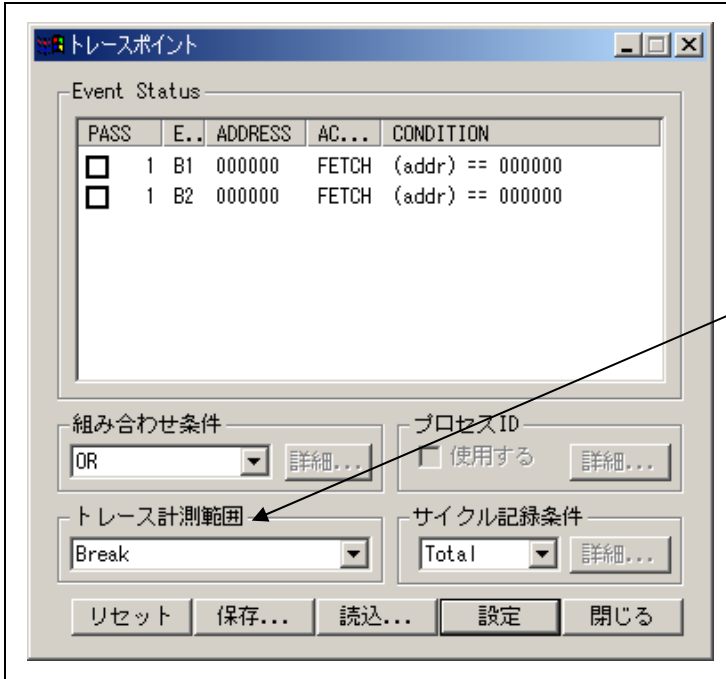 トレースポイント
Event Status
PASS E.. ADDRESS AC... CONDITION
1 B1 000000 FETCH (addr) == 000000
1 B2 000000 FETCH (addr) == 000000
組み合わせ条件
OR 詳細...
プロセスID
使用する 詳細...
トレース計測範囲
Break
サイクル記録条件
Total 詳細...
リセット 保存... 読込... 設定 閉じる